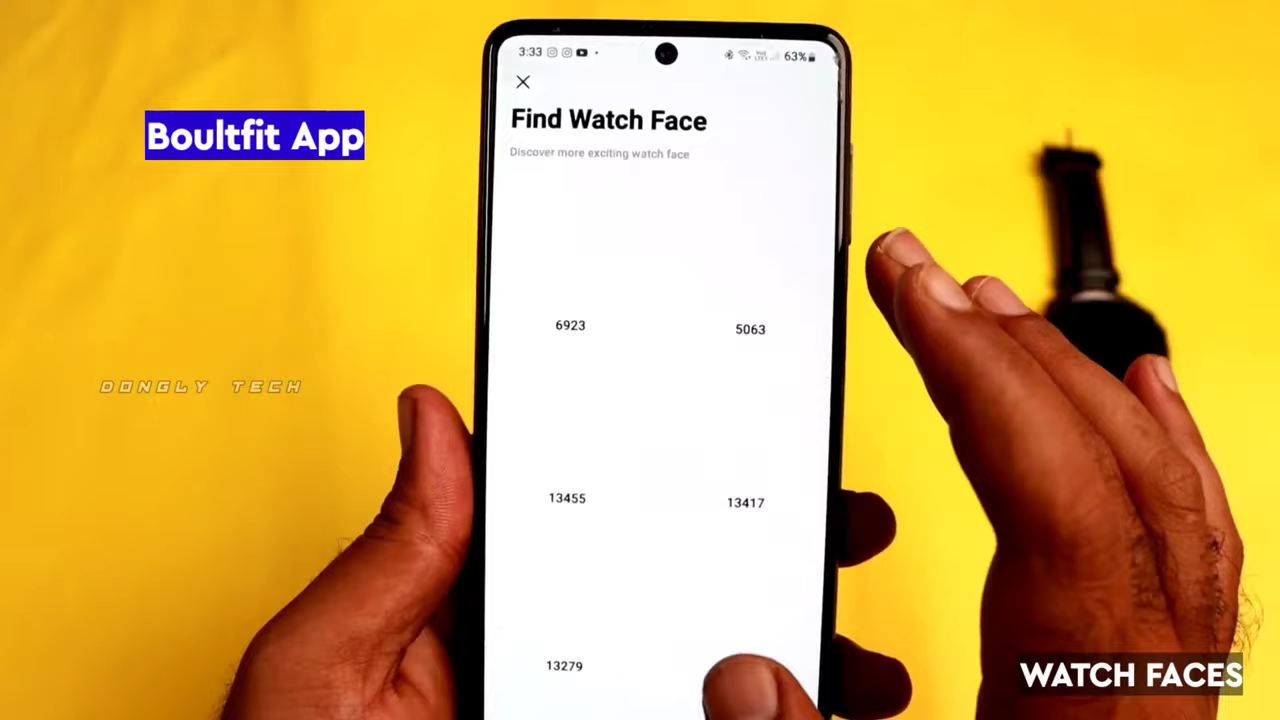 3:33
63%
Find Watch Face
Discover more exciting watch face
Boultfit App
6923
5063
DONGLY TECH
13455
13417
13279
WATCH FACES